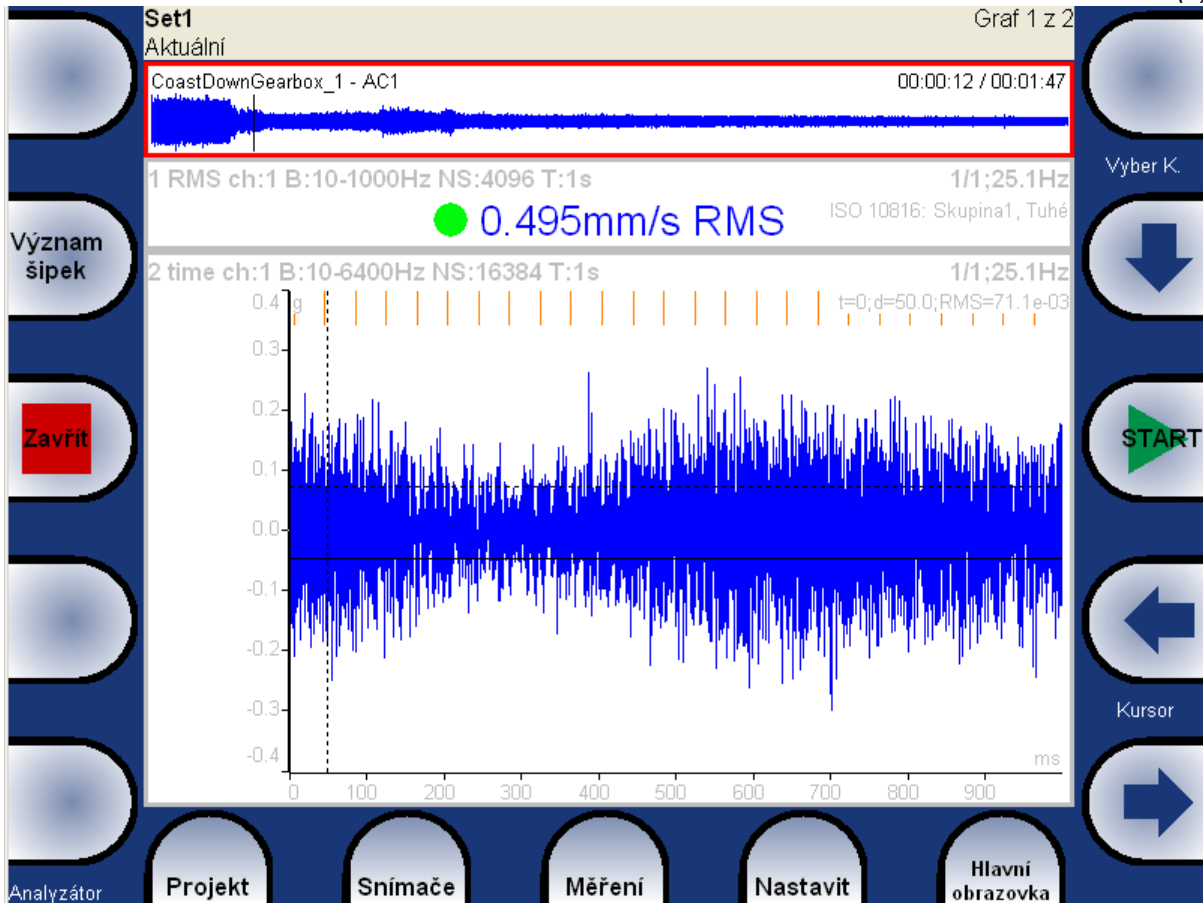 Set1
Graf 1 z 2
Aktuální
CoastDownGearbox_1 - AC1
00:00:12 / 00:01:47
Vyber K.
1 RMS ch:1 B:10-1000Hz NS:4096 T:1s
1/1;25.1Hz
0.495mm/s RMS
ISO 10816: Skupina1, Tuhé
Význam
šipek
2 time ch:1 B:10-6400Hz NS:16384 T:1s
1/1;25.1Hz
0.4
g
t=0;d=50.0;RMS=71.1e-03
0.3
0.2
Zavřít
START
0.1
0.0
-0.1
-0.2
-0.3
Kursor
-0.4
ms
0 100 200 300 400 500 600 700 800 900
Analyzátor
Projekt
Snímače
Měření
Nastavit
Hlavní
obrazovka